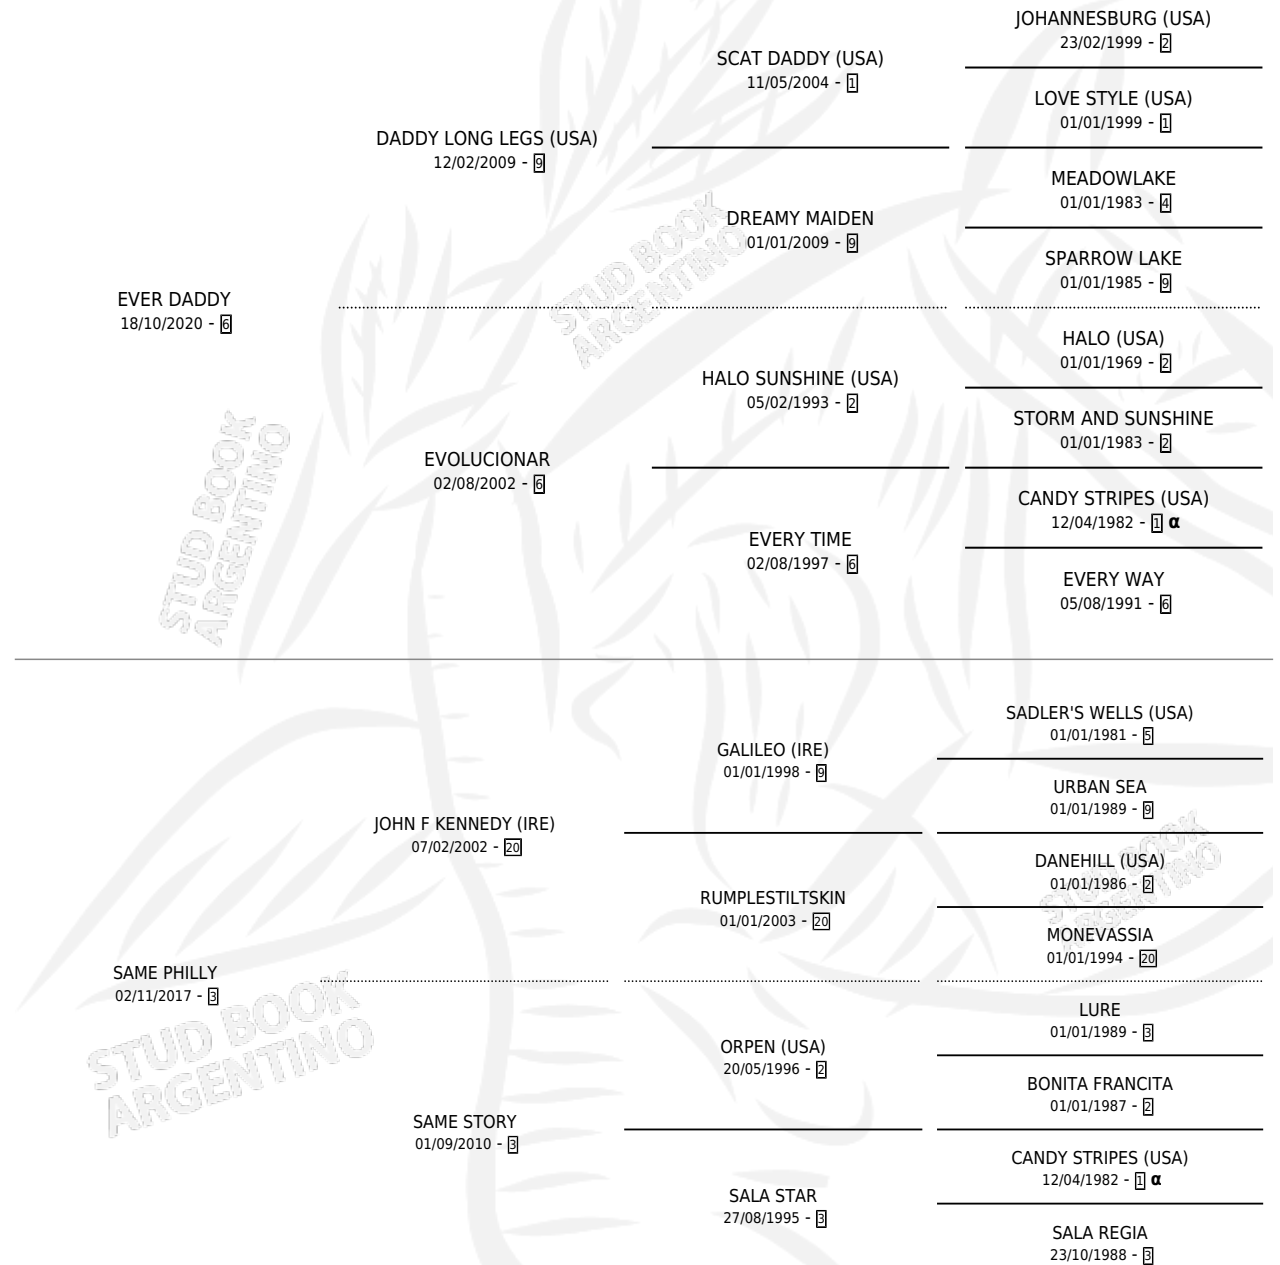 JOHANNESBURG (USA)
23/02/1999 - 2
SCAT DADDY (USA)
11/05/2004 - 1
LOVE STYLE (USA)
01/01/1999 - 1
DADDY LONG LEGS (USA)
12/02/2009 - 9
MEADOWLAKE
01/01/1983 - 4
DREAMY MAIDEN
01/01/2009 - 9
SPARROW LAKE
01/01/1985 - 9
EVER DADDY
18/10/2020 - 6
HALO (USA)
01/01/1969 - 2
HALO SUNSHINE (USA)
05/02/1993 - 2
STORM AND SUNSHINE
01/01/1983 - 2
EVOLUCIONAR
02/08/2002 - 6
CANDY STRIPES (USA)
12/04/1982 - 1 α
EVERY TIME
02/08/1997 - 6
EVERY WAY
05/08/1991 - 6
SADLER'S WELLS (USA)
01/01/1981 - 5
GALILEO (IRE)
01/01/1998 - 9
URBAN SEA
01/01/1989 - 9
JOHN F KENNEDY (IRE)
07/02/2002 - 20
DANEHILL (USA)
01/01/1986 - 2
RUMPLESTILTSKIN
01/01/2003 - 20
MONEVASSIA
01/01/1994 - 20
SAME PHILLY
02/11/2017 - 3
LURE
01/01/1989 - 3
ORPEN (USA)
20/05/1996 - 2
BONITA FRANCITA
01/01/1987 - 2
SAME STORY
01/09/2010 - 3
CANDY STRIPES (USA)
12/04/1982 - 1 α
SALA STAR
27/08/1995 - 3
SALA REGIA
23/10/1988 - 3
STUD BOOK
ARGENTINO
STUD BOOK
ARGENTINO
STUD BOOK
ARGENTINO
STUD BOOK
ARGENTINO